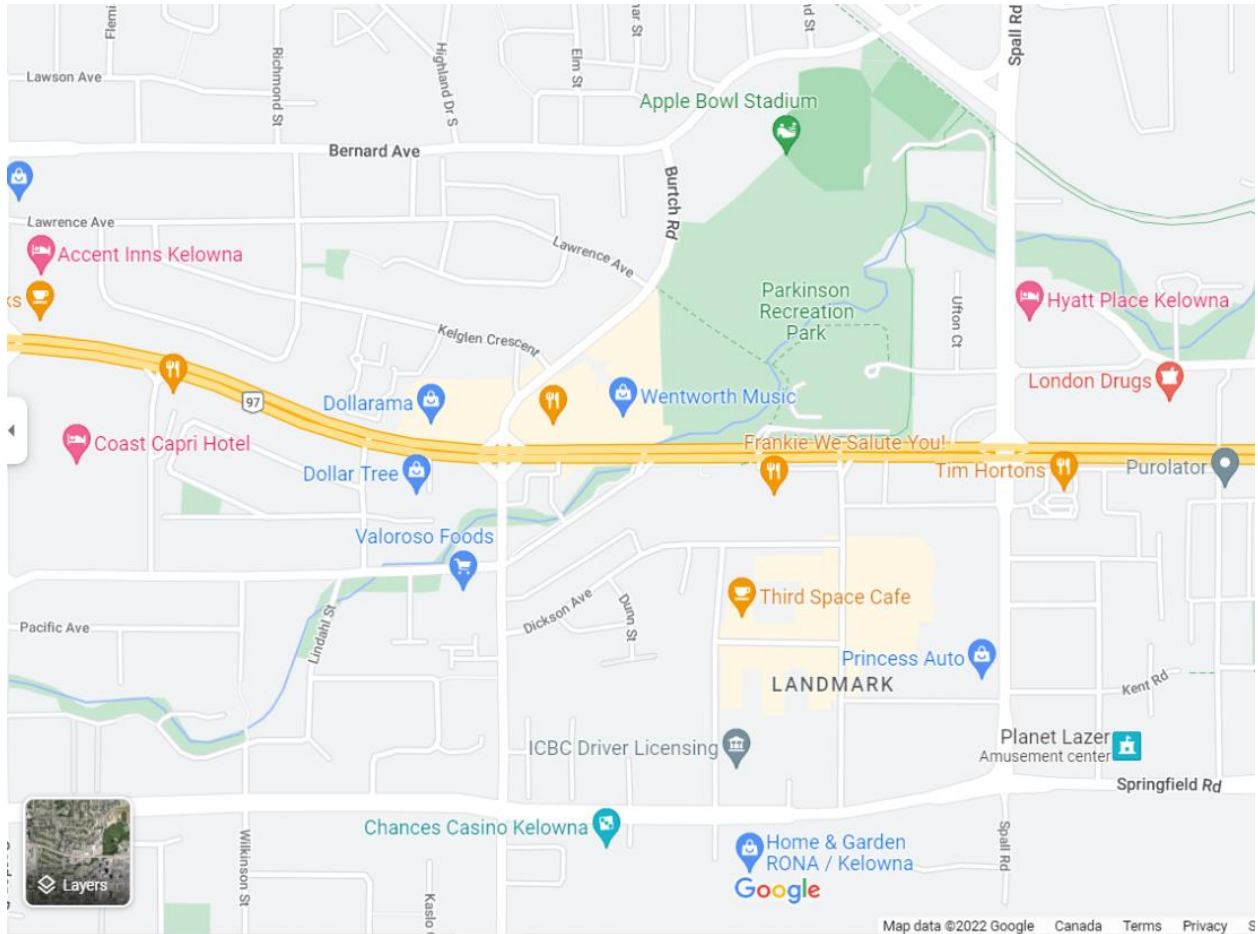 Lawson Ave
Richmond St
Highland Dr S
Elm St
Spall Rd
Apple Bowl Stadium
Bernard Ave
Burtch Rd
Lawrence Ave
Accent Inns Kelowna
Lawrence Ave
Parkinson
Recreation
Park
Ufton Ct
Hyatt Place Kelowna
Kelglen Crescent
97
Dollarama
Wentworth Music
London Drugs
Coast Capri Hotel
Frankie We Salute You!
Dollar Tree
Tim Hortons
Purolator
Valoroso Foods
Third Space Cafe
Dickson Ave
Dunn St
Pacific Ave
Lindahl St
Princess Auto
LANDMARK
Kent Rd
ICBC Driver Licensing
Planet Lazer
Amusement center
Springfield Rd
Chances Casino Kelowna
Home & Garden
RONA / Kelowna
Wilkinson St
Spall Rd
Layers
Google
Kaslo
Map data ©2022 Google Canada Terms Privacy